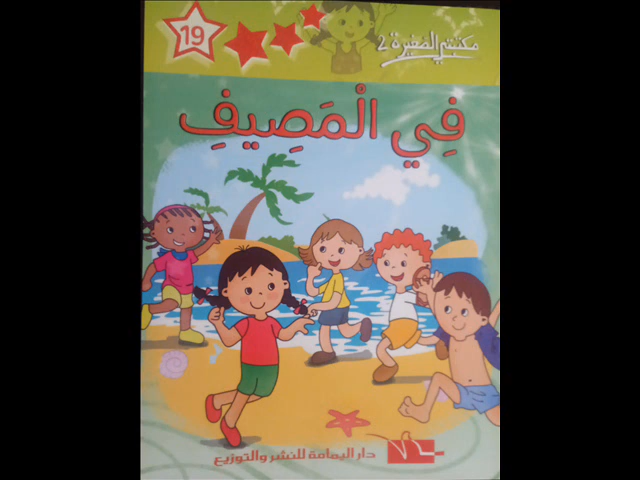 مكتبتي الصغيرة 2
19
فِي الْمَصِيفِ
دار اليمامة للنشر والتوزيع